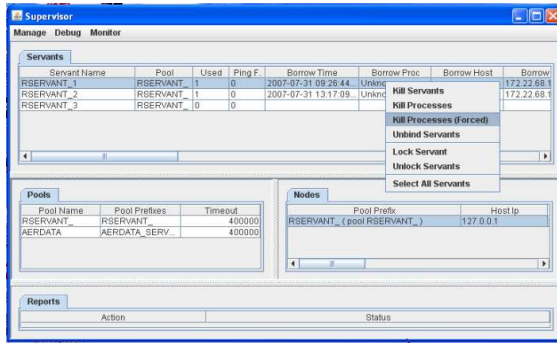 Supervisor
Manage Debug Monitor
Servants
Servant Name Pool Used Ping F. Borrow Time Borrow Proc Borrow Host Borrow
RSERVANT_1 RSERVANT_ 1 0 2007-07-31 09:26:44... Unkno 172.22.68.1
RSERVANT_2 RSERVANT_ 1 0 2007-07-31 13:17:09... Unkno 172.22.68.1
RSERVANT_3 RSERVANT_ 0 0
Kill Servants
Kill Processes
Kill Processes (Forced)
Unbind Servants
Lock Servant
Unlock Servants
Select All Servants
Pools
Pool Name Pool Prefixes Timeout
RSERVANT_ RSERVANT_ 400000
AERDATA AERDATA_SERV... 400000
Nodes
Pool Prefix Host Ip
RSERVANT_ ( pool RSERVANT_ ) 127.0.0.1
Reports
Action Status